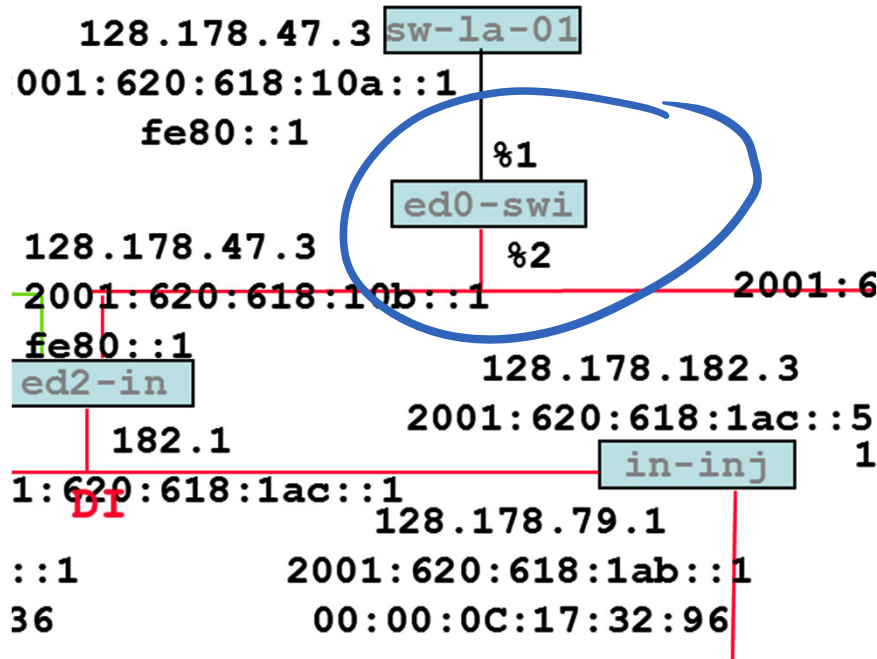 128.178.47.3 sw-la-01
001:620:618:10a::1
fe80::1
%1
ed0-swi
128.178.47.3 %2
2001:620:618:10b::1 2001:6
fe80::1
ed2-in 128.178.182.3
182.1 2001:620:618:1ac::5
in-inj 1
1:620:618:1ac::1
DI
128.178.79.1
::1 2001:620:618:1ab::1
36 00:00:0C:17:32:96